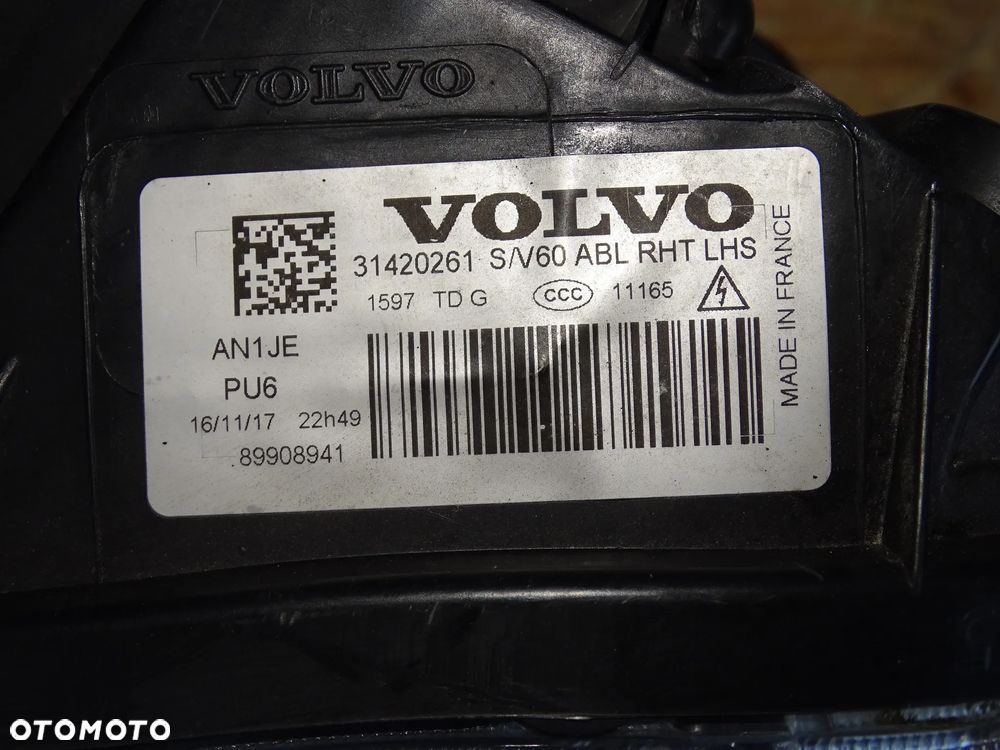 VOLVO
VOLVO
31420261 S/V60 ABL RHT LHS
1597 TD G CCC 11165
AN1JE
PU6
16/11/17 22h49
89908941
MADE IN FRANCE
OTOMOTO